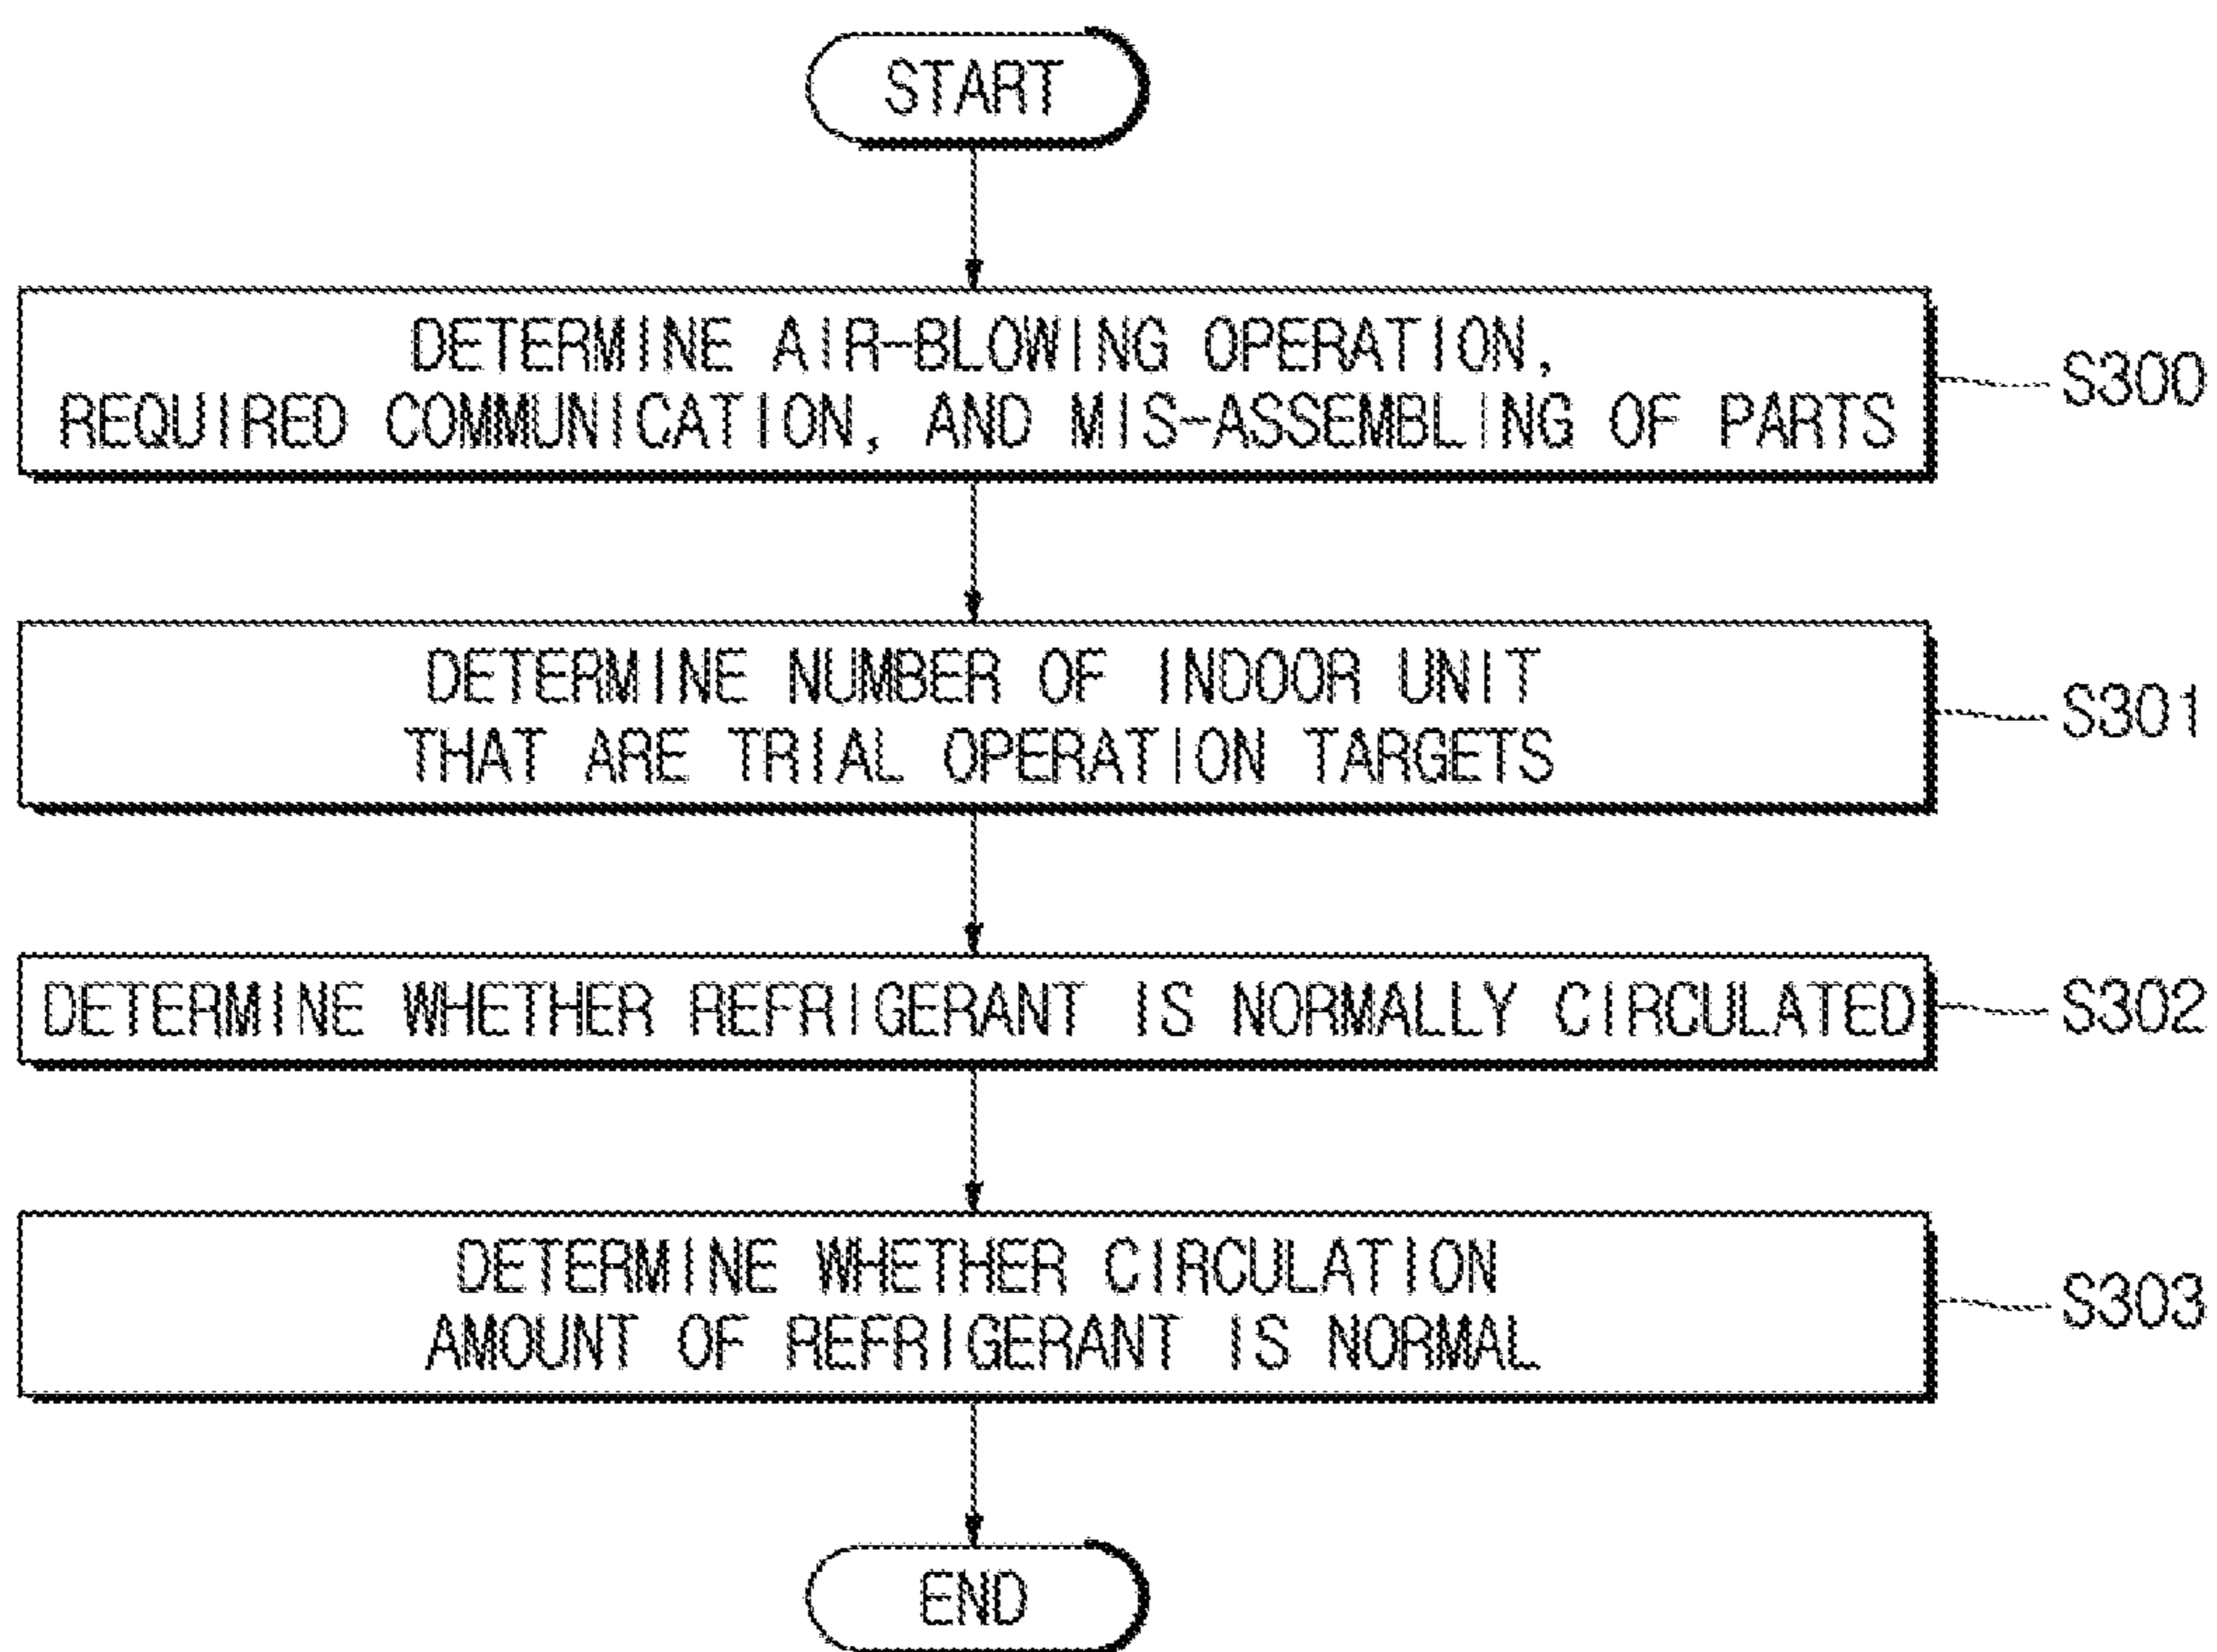 START
DETERMINE AIR-BLOWING OPERATION,
REQUIRED COMMUNICATION, AND MIS-ASSEMBLING OF PARTS
S300
DETERMINE NUMBER OF INDOOR UNIT
THAT ARE TRIAL OPERATION TARGETS
S301
DETERMINE WHETHER REFRIGERANT IS NORMALLY CIRCULATED
S302
DETERMINE WHETHER CIRCULATION
AMOUNT OF REFRIGERANT IS NORMAL
S303
END